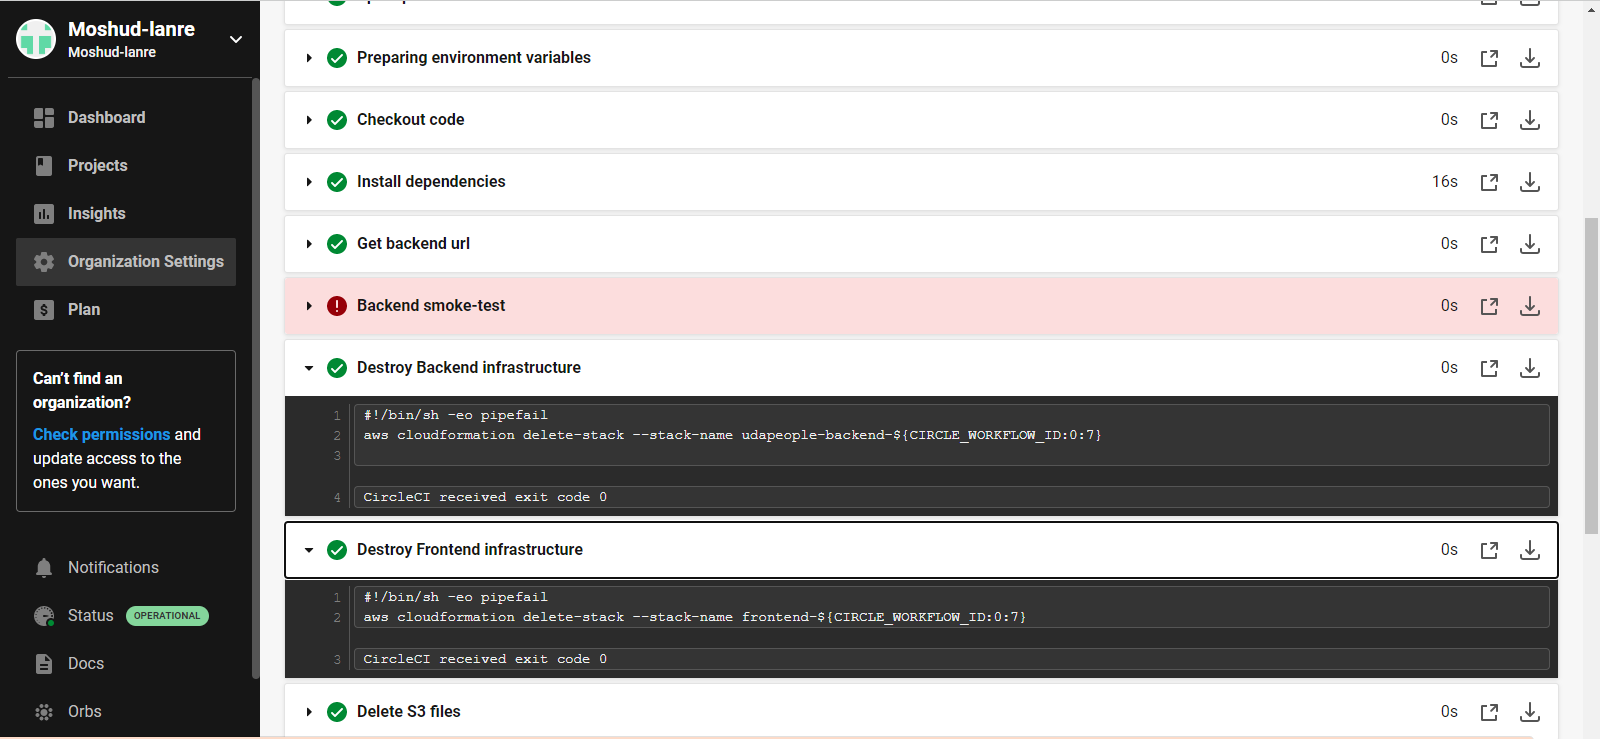 Moshud-lanre
Moshud-lanre
Dashboard
Projects
Insights
Organization Settings
Plan
Can't find an
organization?
Check permissions and
update access to the
ones you want.
Notifications
Status OPERATIONAL
Docs
Orbs
Preparing environment variables 0s
Checkout code 0s
Install dependencies 16s
Get backend url 0s
Backend smoke-test 0s
Destroy Backend infrastructure 0s
1 #!/bin/sh -eo pipefail
2 aws cloudformation delete-stack --stack-name udapeople-backend-${CIRCLE_WORKFLOW_ID:0:7}
3
4 CircleCI received exit code 0
Destroy Frontend infrastructure 0s
1 #!/bin/sh -eo pipefail
2 aws cloudformation delete-stack --stack-name frontend-${CIRCLE_WORKFLOW_ID:0:7}
3 CircleCI received exit code 0
Delete S3 files 0s